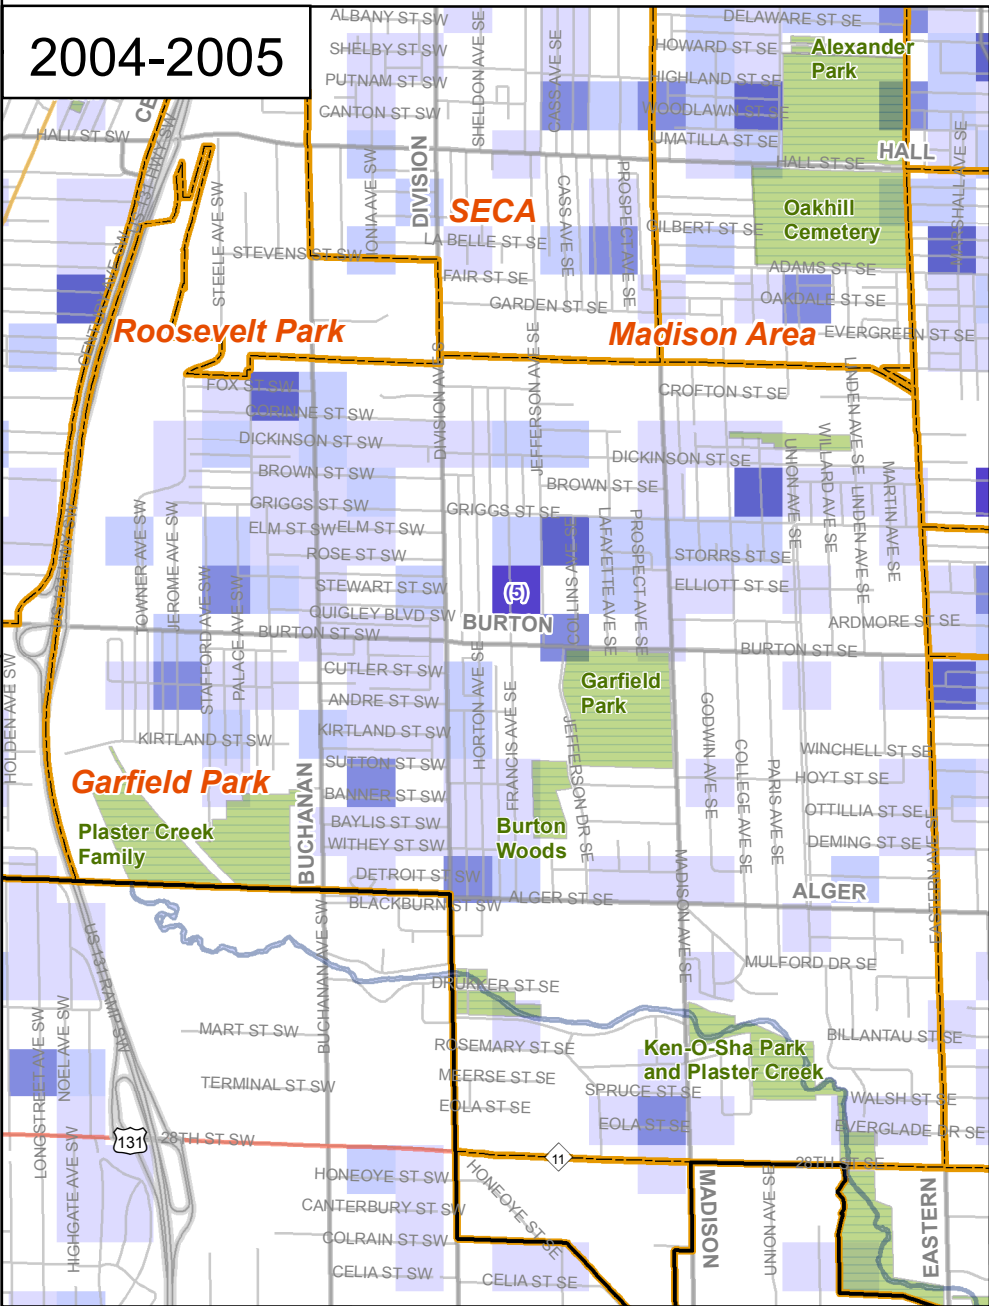 2004-2005
ALBANY ST SW
SHELBY ST SW
PUTNAM ST SW
CANTON ST SW
SHELDON AVE SE
CASS AVE SE
DELAWARE ST SE
HOWARD ST SE
HIGHLAND ST SE
WOODLAWN ST SE
UMATILLA ST SE
Alexander
Park
HALL ST SW
US 131 HWY SW
DIVISION
IONIA AVE SW
HALL
HALL ST SE
MARSHALL AVE SE
STEELE AVE SW
SECA
CASS AVE SE
PROSPECT AVE SE
GILBERT ST SE
Oakhill
Cemetery
STEVENS ST SW
LA BELLE ST SE
FAIR ST SE
GARDEN ST SE
ADAMS ST SE
OAKDALE ST SE
EVERGREEN ST SE
Roosevelt Park
Madison Area
JEFFERSON AVE SE
FOX ST SW
CORINNE ST SW
DICKINSON ST SW
BROWN ST SW
GRIGGS ST SW
ELM ST SW
ELM ST SW
ROSE ST SW
STEWART ST SW
QUIGLEY BLVD SW
BURTON ST SW
CROFTON ST SE
DICKINSON ST SE
BROWN ST SE
GRIGGS ST SE
STORRS ST SE
ELLIOTT ST SE
ARDMORE ST SE
BURTON ST SE
LINDEN AVE SE
LINDEN AVE SE
WILLARD AVE SE
UNION AVE SE
MARTIN AVE SE
TOWNER AVE SW
JEROME AVE SW
STAFFORD AVE SW
PALACE AVE SW
COLLINS AVE SE
LAFAYETTE AVE SE
PROSPECT AVE SE
(5)
BURTON
HOLDEN AVE SW
CUTLER ST SW
ANDRE ST SW
KIRTLAND ST SW
KIRTLAND ST SW
SUTTON ST SW
BANNER ST SW
BAYLIS ST SW
WITHEY ST SW
DETROIT ST SW
BLACKBURN ST SW
HORTON AVE SE
FRANCIS AVE SE
JEFFERSON DR SE
Garfield
Park
GODWIN AVE SE
COLLEGE AVE SE
PARIS AVE SE
WINCHELL ST SE
HOYT ST SE
OTTILLIA ST SE
DEMING ST SE
Garfield Park
Plaster Creek
Family
BUCHANAN
Burton
Woods
ALGER ST SE
ALGER
MADISON AVE SE
EASTERN AVE SE
US 131 RAMP SW
BUCHANAN AVE SW
MULFORD DR SE
DRUKKER ST SE
LONGSTREET AVE SW
NOEL AVE SW
MART ST SW
TERMINAL ST SW
ROSEMARY ST SE
MEERSE ST SE
EOLA ST SE
Ken-O-Sha Park
and Plaster Creek
SPRUCE ST SE
EOLA ST SE
BILLANTAU ST SE
WALSH ST SE
EVERGLADE DR SE
131
28TH ST SW
11
28TH ST SE
HIGHGATE AVE SW
HONEOYE ST SW
CANTERBURY ST SW
COLRAIN ST SW
CELIA ST SW
HONEOYE ST SE
CELIA ST SE
MADISON
UNION AVE SE
EASTERN